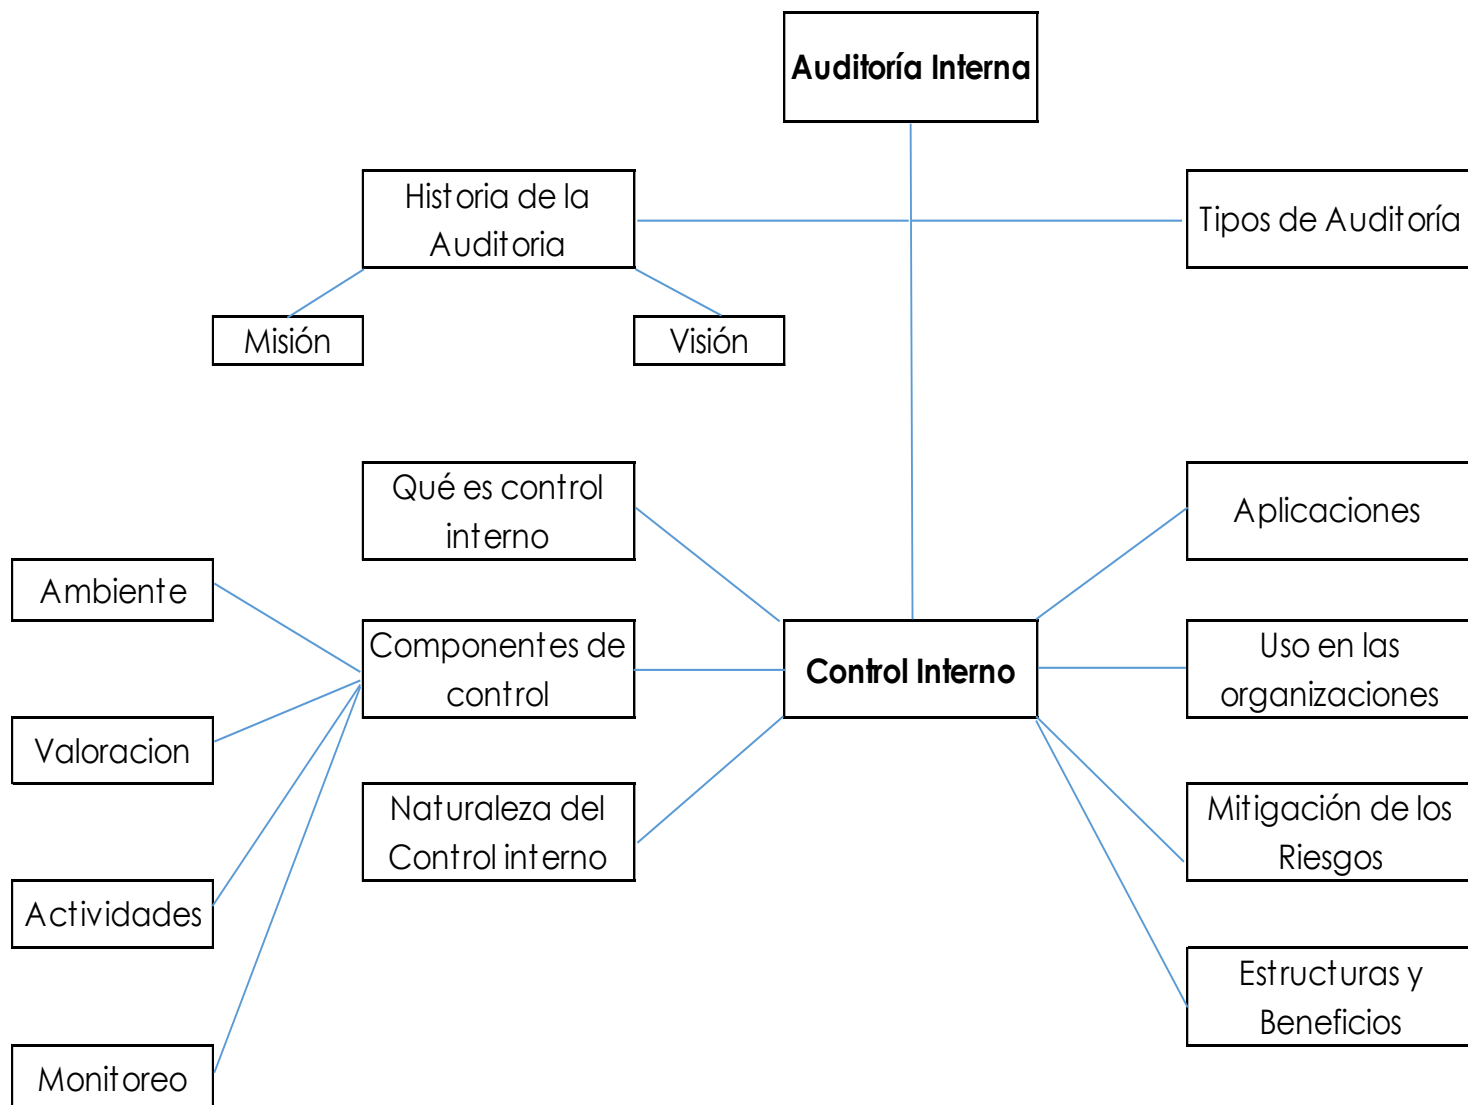 Auditoría Interna
Historia de la
Auditoria
Tipos de Auditoría
Misión
Visión
Qué es control
interno
Aplicaciones
Ambiente
Componentes de
control
Control Interno
Uso en las
organizaciones
Valoracion
Naturaleza del
Control interno
Mitigación de los
Riesgos
Actividades
Estructuras y
Beneficios
Monitoreo